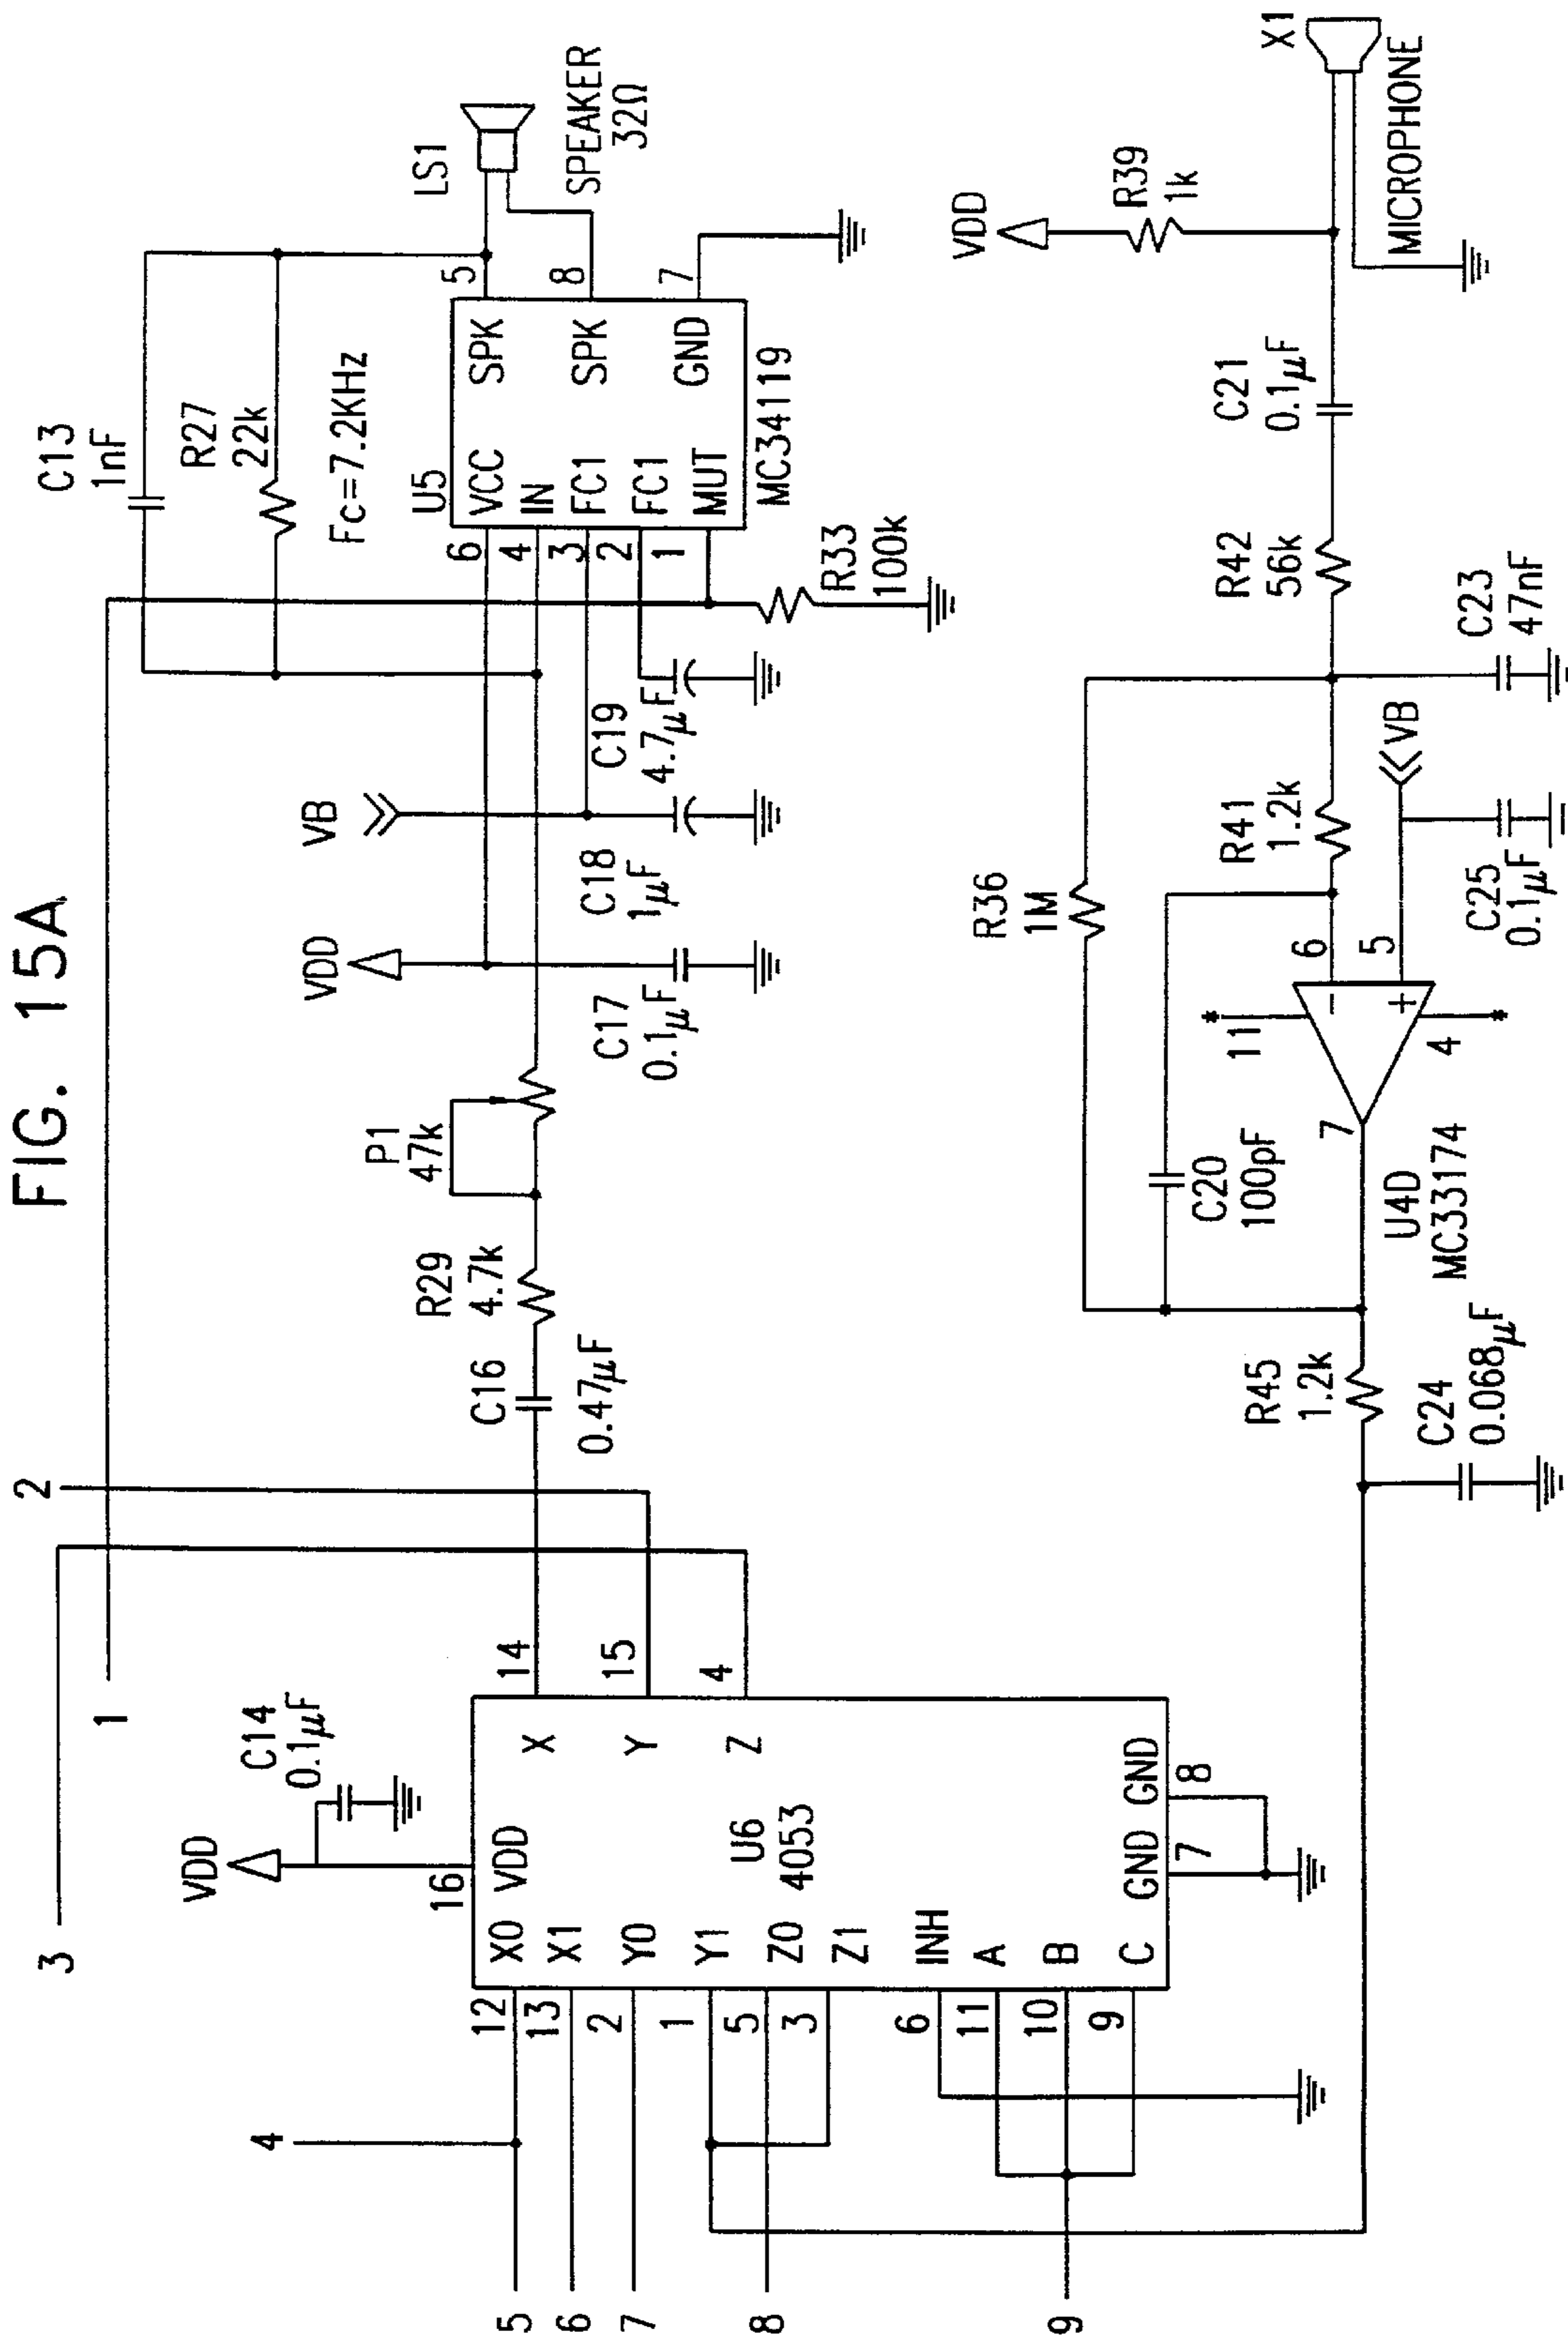 FIG. 15A
3
1
2
4
5
6
7
8
9
VDD
C14
0.1µF
16
VDD
12
X0
13
X1
2
Y0
1
Y1
5
Z0
3
Z1
6
INH
11
A
10
B
9
C
X
14
Y
15
Z
4
U6
4053
GND
7
GND
8
C16
0.47µF
R29
4.7k
P1
47k
VDD
C17
0.1µF
VB
C18
1µF
C19
4.7µF
C13
1nF
R27
22k
Fc=7.2KHz
U5
6
VCC
4
IN
3
FC1
2
FC1
1
MUT
SPK
5
SPK
8
GND
7
MC34119
R33
100k
LS1
SPEAKER
32Ω
VDD
R39
1k
X1
MICROPHONE
C21
0.1µF
R42
56k
C23
47nF
R36
1M
R41
1.2k
VB
C25
0.1µF
6
5
−
+
11
4
7
C20
100pF
U4D
MC33174
R45
1.2k
C24
0.068µF